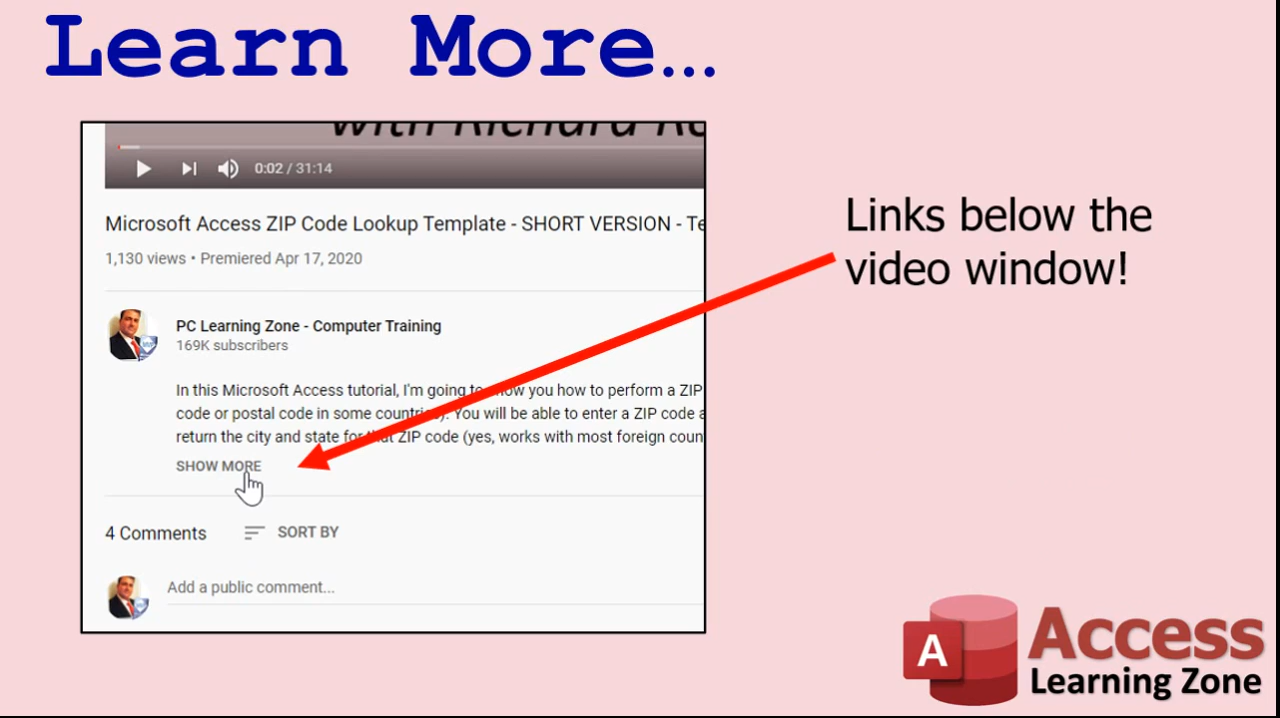 Learn More...
with Richard
0:02 / 31:14
Microsoft Access ZIP Code Lookup Template - SHORT VERSION -
1,130 views • Premiered Apr 17, 2020
PC Learning Zone - Computer Training
169K subscribers
In this Microsoft Access tutorial, I'm going to show you how to perform a ZIP
code or postal code in some countries). You will be able to enter a ZIP code
return the city and state for that ZIP code (yes, works with most foreign
SHOW MORE
4 Comments
SORT BY
Add a public comment...
Links below the
video window!
A
Access
Learning Zone